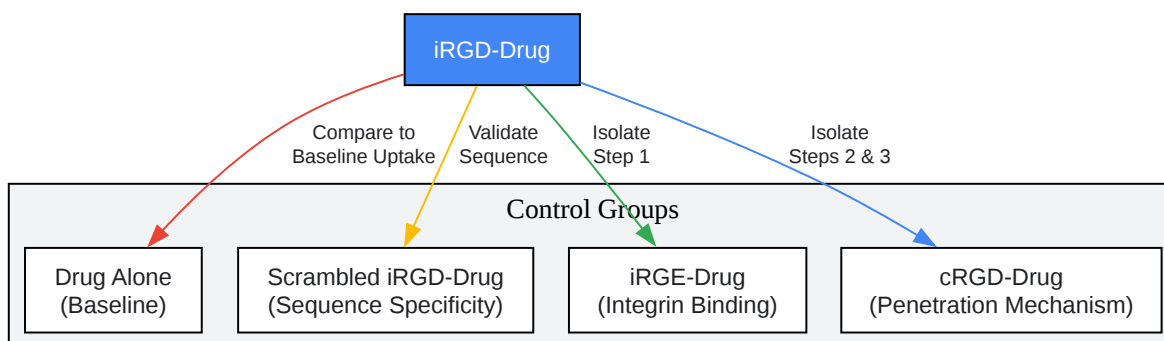 iRGD-Drug
Compare to
Baseline Uptake
Validate
Sequence
Isolate
Step 1
Isolate
Steps 2 & 3
Control Groups
Drug Alone
(Baseline)
Scrambled iRGD-Drug
(Sequence Specificity)
iRGE-Drug
(Integrin Binding)
cRGD-Drug
(Penetration Mechanism)